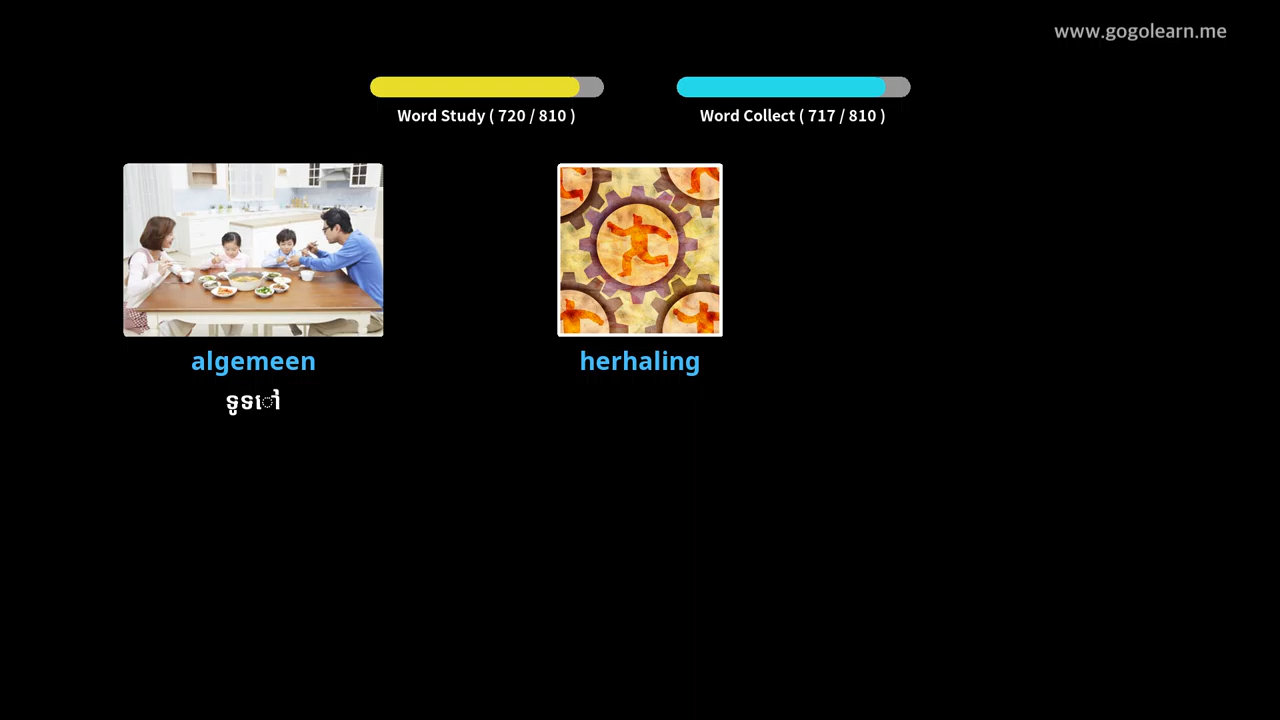 www.gogolearn.me
Word Study ( 720 / 810 )
Word Collect ( 717 / 810 )
algemeen
herhaling
ទូទៅ